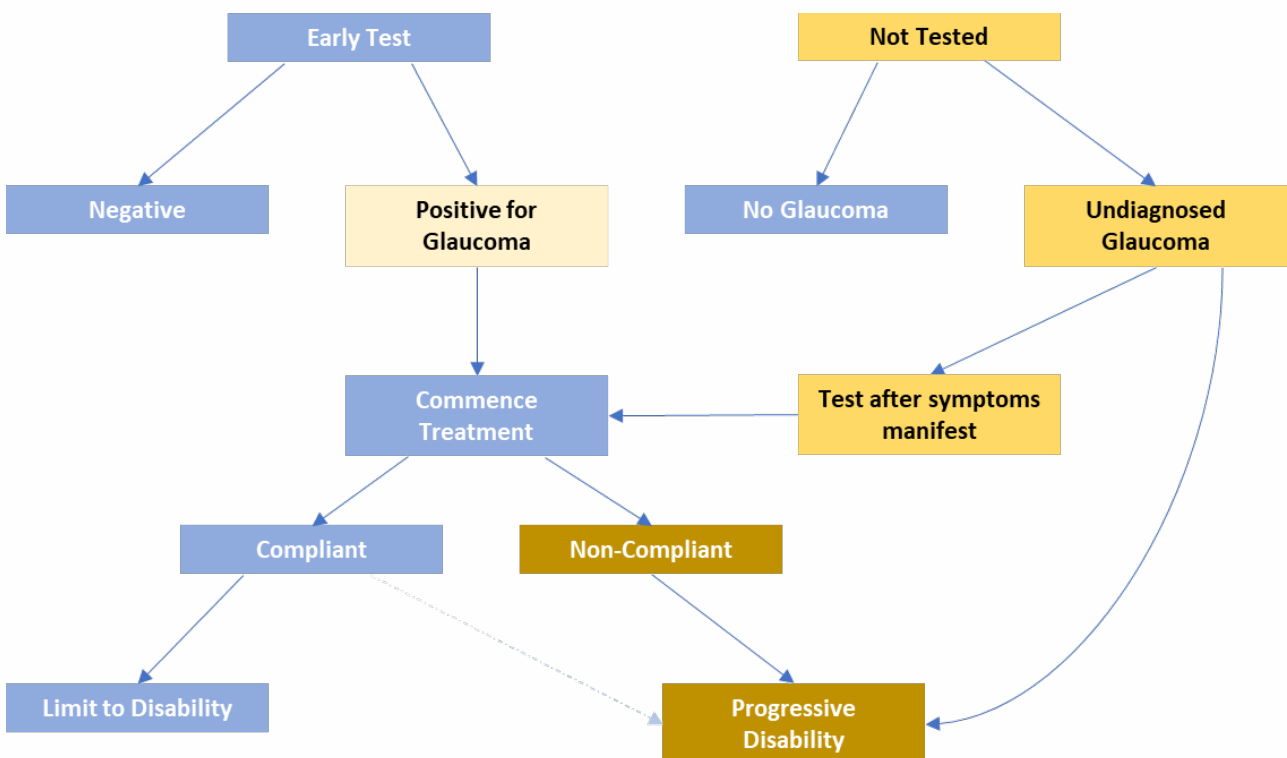 Early Test
Not Tested
Negative
Positive for
Glaucoma
No Glaucoma
Undiagnosed
Glaucoma
Commence
Treatment
Test after symptoms
manifest
Compliant
Non-Compliant
Limit to Disability
Progressive
Disability